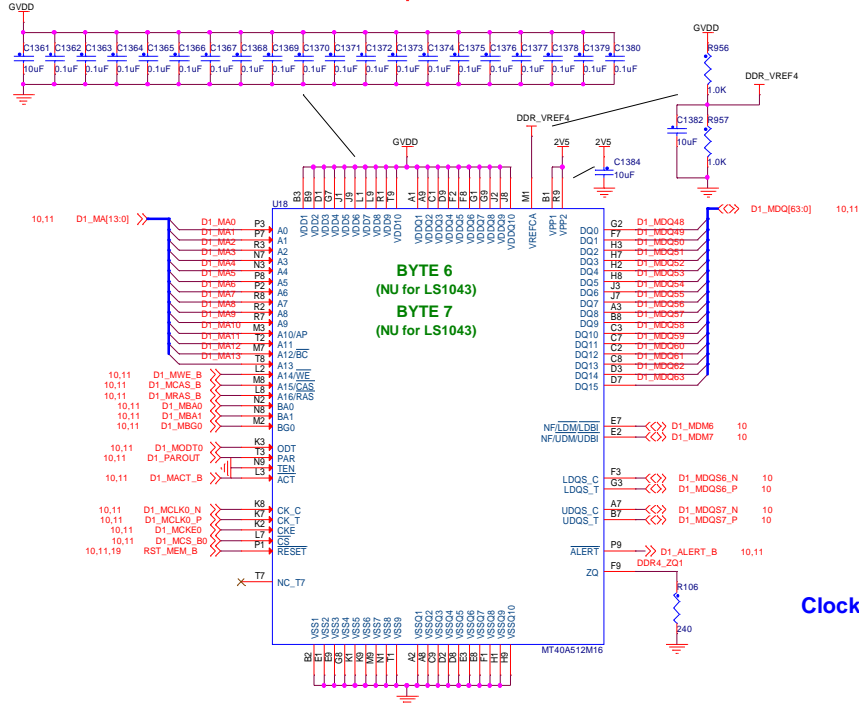 GVDD
C1361 C1362 C1363 C1364 C1365 C1366 C1367 C1368 C1369 C1370 C1371 C1372 C1373 C1374 C1375 C1376 C1377 C1378 C1379 C1380
10uF 0.1uF 0.1uF 0.1uF 0.1uF 0.1uF 0.1uF 0.1uF 0.1uF 0.1uF 0.1uF 0.1uF 0.1uF 0.1uF 0.1uF 0.1uF 0.1uF 0.1uF 0.1uF 0.1uF
GVDD
R956
1.0K
DDR_VREF4
C1382
10uF
R957
1.0K
DDR_VREF4
GVDD
2V5 2V5
C1384
10uF
B3 B9 D1 G7 J1 J9 L1 L9 R1 T9 A1 A9 C1 D9 F2 F8 G1 G9 J2 J8 M1 B1 R9
U18
VDD1 VDD2 VDD3 VDD4 VDD5 VDD6 VDD7 VDD8 VDD9 VDD10 VDDQ1 VDDQ2 VDDQ3 VDDQ4 VDDQ5 VDDQ6 VDDQ7 VDDQ8 VDDQ9 VDDQ10 VREFCA VPP1 VPP2
10,11 D1_MA[13:0]
D1_MA0 P3 A0
D1_MA1 P7 A1
D1_MA2 R3 A2
D1_MA3 N7 A3
D1_MA4 N3 A4
D1_MA5 P8 A5
D1_MA6 P2 A6
D1_MA7 R8 A7
D1_MA8 R2 A8
D1_MA9 R7 A9
D1_MA10 M3 A10/AP
D1_MA11 T2 A11
D1_MA12 M7 A12/BC
D1_MA13 T8 A13
10,11 D1_MWE_B L2 A14/WE
10,11 D1_MCAS_B M8 A15/CAS
10,11 D1_MRAS_B L8 A16/RAS
10,11 D1_MBA0 N2 BA0
10,11 D1_MBA1 N8 BA1
10,11 D1_MBG0 M2 BG0
10,11 D1_MODT0 K3 ODT
10,11 D1_PAROUT T3 PAR
N9 TEN
10,11 D1_MACT_B L3 ACT
10,11 D1_MCLK0_N K8 CK_C
10,11 D1_MCLK0_P K7 CK_T
10,11 D1_MCKE0 K2 CKE
10,11 D1_MCS_B0 L7 CS
10,11,19 RST_MEM_B P1 RESET
T7 NC_T7
BYTE 6
(NU for LS1043)
BYTE 7
(NU for LS1043)
D1_MDQ[63:0] 10,11
DQ0 G2 D1_MDQ48
DQ1 F7 D1_MDQ49
DQ2 H3 D1_MDQ50
DQ3 H7 D1_MDQ51
DQ4 H2 D1_MDQ52
DQ5 H8 D1_MDQ53
DQ6 J3 D1_MDQ54
DQ7 J7 D1_MDQ55
DQ8 A3 D1_MDQ56
DQ9 B8 D1_MDQ57
DQ10 C3 D1_MDQ58
DQ11 C7 D1_MDQ59
DQ12 C2 D1_MDQ60
DQ13 C8 D1_MDQ61
DQ14 D3 D1_MDQ62
DQ15 D7 D1_MDQ63
NF/LDM/LDBI E7 D1_MDM6 10
NF/UDM/UDBI E2 D1_MDM7 10
LDQS_C F3 D1_MDQS6_N 10
LDQS_T G3 D1_MDQS6_P 10
UDQS_C A7 D1_MDQS7_N 10
UDQS_T B7 D1_MDQS7_P 10
ALERT P9 D1_ALERT_B 10,11
ZQ F9 DDR4_ZQ1
R106
240
Clock
VSS1 VSS2 VSS3 VSS4 VSS5 VSS6 VSS7 VSS8 VSS9 VSSQ1 VSSQ2 VSSQ3 VSSQ4 VSSQ5 VSSQ6 VSSQ7 VSSQ8 VSSQ9 VSSQ10
MT40A512M16
B2 E1 E9 G8 K1 K9 M9 N1 T1 A2 A8 C9 D2 D8 E3 E8 F1 H1 H9